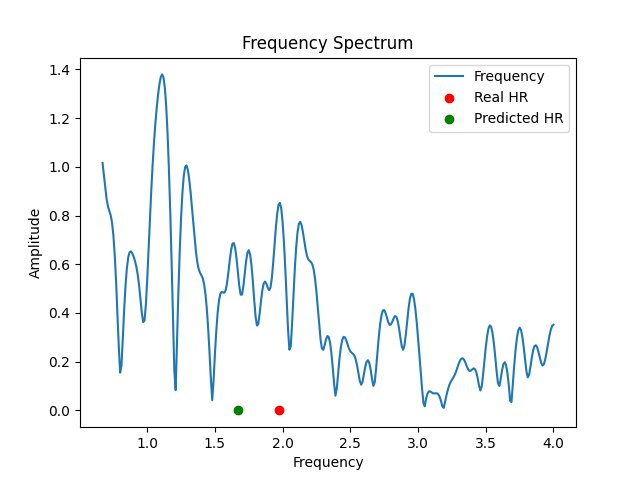 Frequency Spectrum
Frequency
Real HR
Predicted HR
Amplitude
1.4
1.2
1.0
0.8
0.6
0.4
0.2
0.0
1.0 1.5 2.0 2.5 3.0 3.5 4.0
Frequency